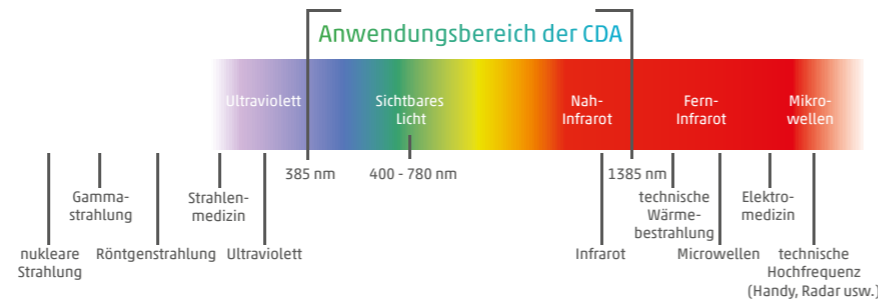 Anwendungsbereich der CDA
Ultraviolett
Sichtbares
Licht
Nah-
Infrarot
Fern-
Infrarot
Mikro-
wellen
385 nm
400 - 780 nm
1385 nm
Gamma-
strahlung
Strahlen-
medizin
technische
Wärme-
bestrahlung
Elektro-
medizin
nukleare
Strahlung
Röntgenstrahlung
Ultraviolett
Infrarot
Microwellen
technische
Hochfrequenz
(Handy, Radar usw.)